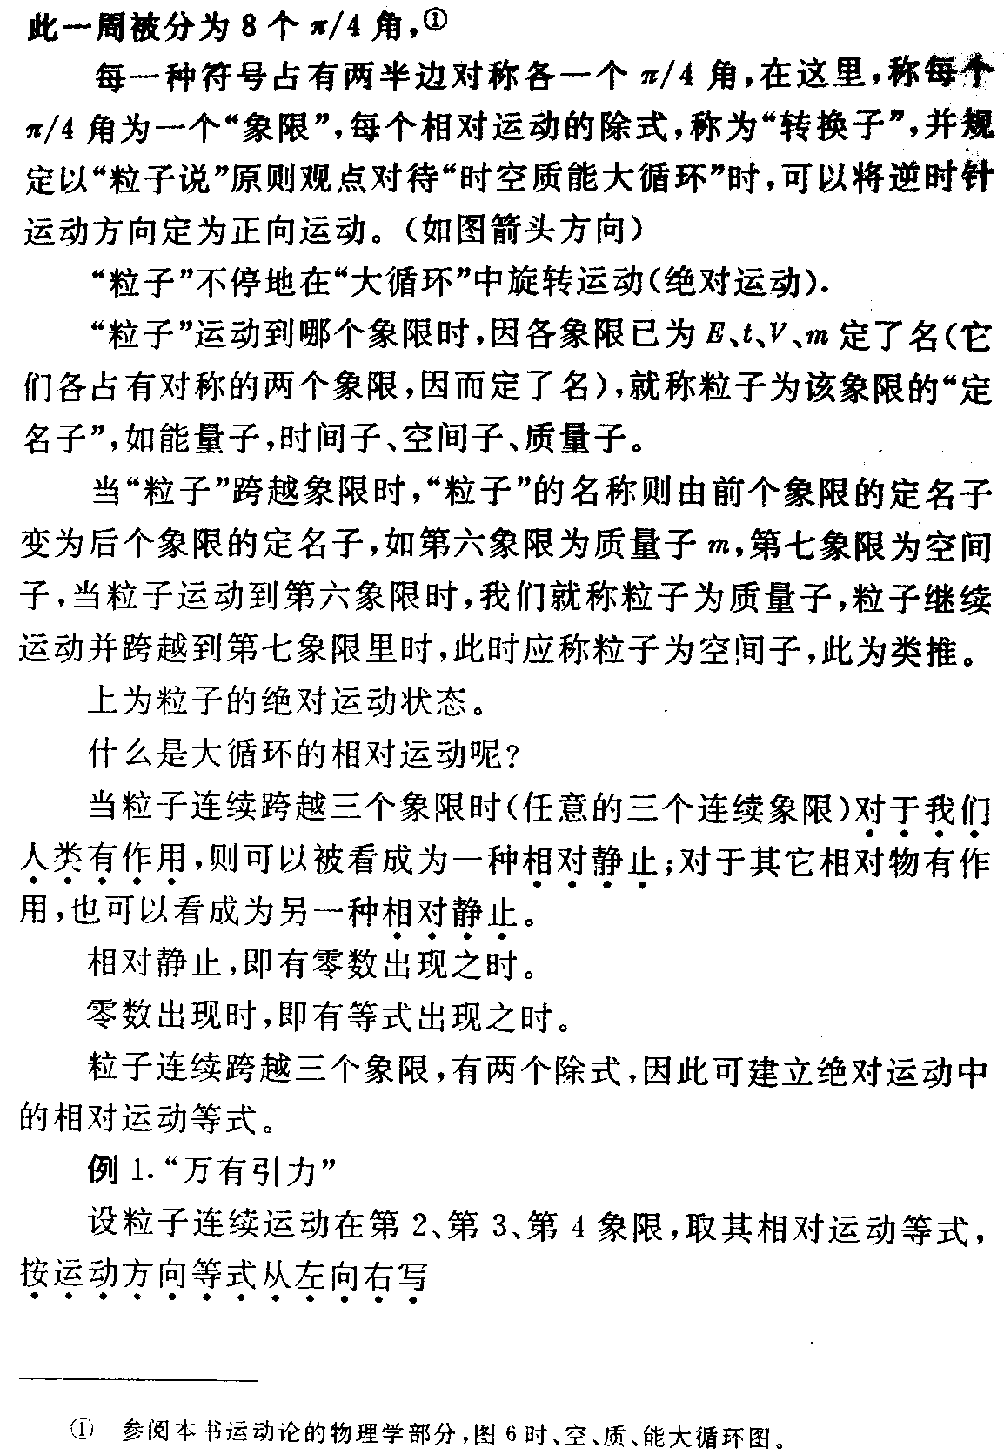 此一周被分为8个π/4角,①
每一种符号占有两半边对称各一个π/4角,在这里,称每个
π/4角为一个“象限”,每个相对运动的除式,称为“转换子”,并规
定以“粒子说”原则观点对待“时空质能大循环”时,可以将逆时针
运动方向定为正向运动。(如图箭头方向)
“粒子”不停地在“大循环”中旋转运动(绝对运动).
“粒子”运动到哪个象限时,因各象限已为E、t、V、m定了名(它
们各占有对称的两个象限,因而定了名),就称粒子为该象限的“定
名子”,如能量子,时间子、空间子、质量子。
当“粒子”跨越象限时,“粒子”的名称则由前个象限的定名子
变为后个象限的定名子,如第六象限为质量子m,第七象限为空间
子,当粒子运动到第六象限时,我们就称粒子为质量子,粒子继续
运动并跨越到第七象限里时,此时应称粒子为空间子,此为类推。
上为粒子的绝对运动状态。
什么是大循环的相对运动呢?
当粒子连续跨越三个象限时(任意的三个连续象限)对于我们
人类有作用,则可以被看成为一种相对静止;对于其它相对物有作
用,也可以看成为另一种相对静止。
相对静止,即有零数出现之时。
零数出现时,即有等式出现之时。
粒子连续跨越三个象限,有两个除式,因此可建立绝对运动中
的相对运动等式。
例1.“万有引力”
设粒子连续运动在第2、第3、第4象限,取其相对运动等式,
按运动方向等式从左向右写
① 参阅本书运动论的物理学部分,图6时、空、质、能大循环图。